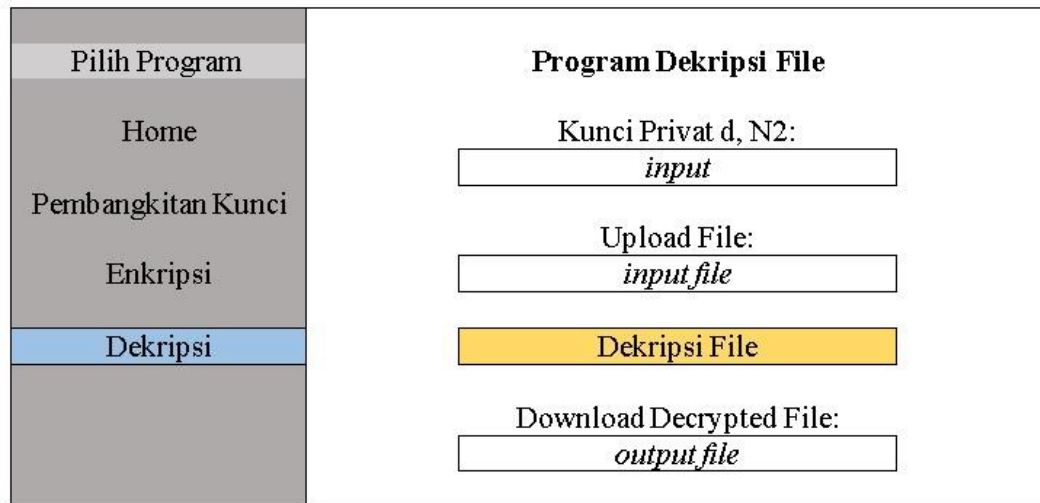 Pilih Program
Home
Pembangkitan Kunci
Enkripsi
Dekripsi
Program Dekripsi File
Kunci Privat d, N2:
input
Upload File:
input file
Dekripsi File
Download Decrypted File:
output file